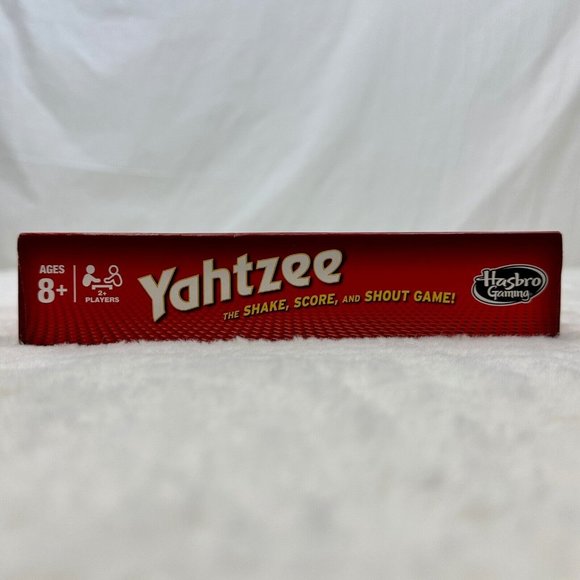 AGES
8+
2+
PLAYERS
Yahtzee
THE SHAKE, SCORE, AND SHOUT GAME!
Hasbro
Gaming